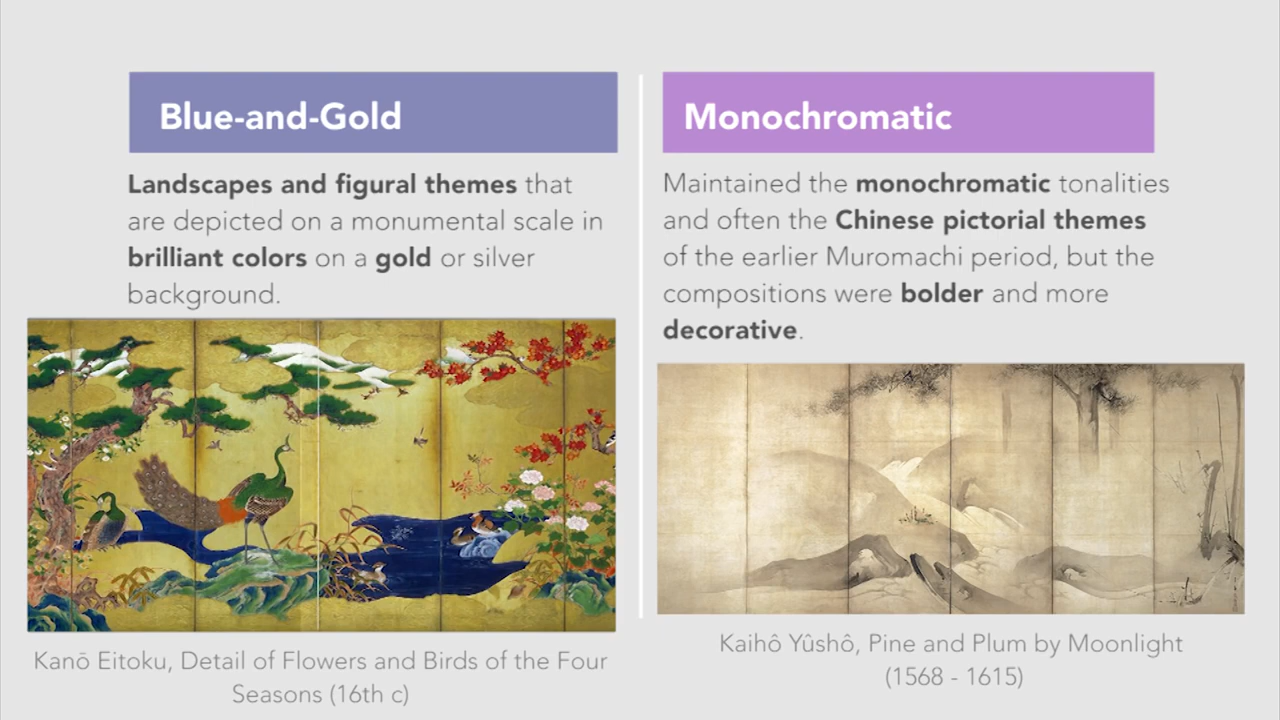 Blue-and-Gold
Landscapes and figural themes that
are depicted on a monumental scale in
brilliant colors on a gold or silver
background.
Kanō Eitoku, Detail of Flowers and Birds of the Four
Seasons (16th c)
Monochromatic
Maintained the monochromatic tonalities
and often the Chinese pictorial themes
of the earlier Muromachi period, but the
compositions were bolder and more
decorative.
Kaihô Yûshô, Pine and Plum by Moonlight
(1568 - 1615)